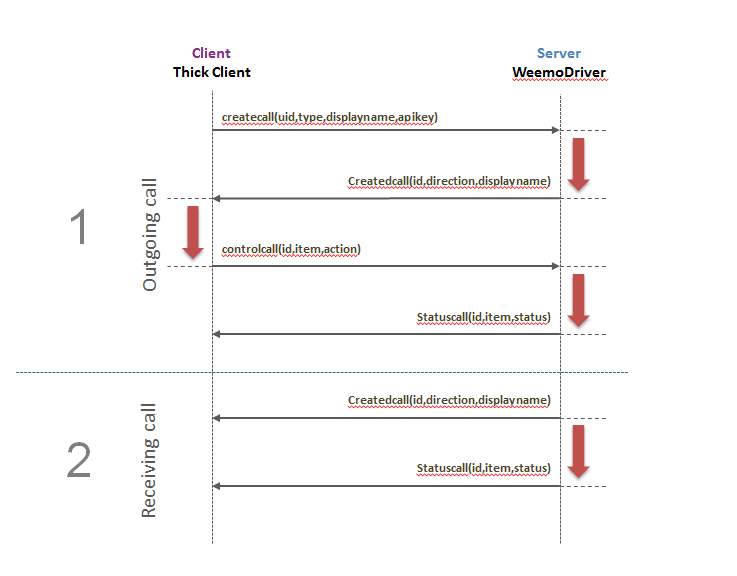 Client
Thick Client
Server
WeemoDriver
1
Outgoing call
createcall(uid,type,displayname,apikey)
Createdcall(id,direction,displayname)
controlcall(id,item,action)
Statuscall(id,item,status)
2
Receiving call
Createdcall(id,direction,displayname)
Statuscall(id,item,status)